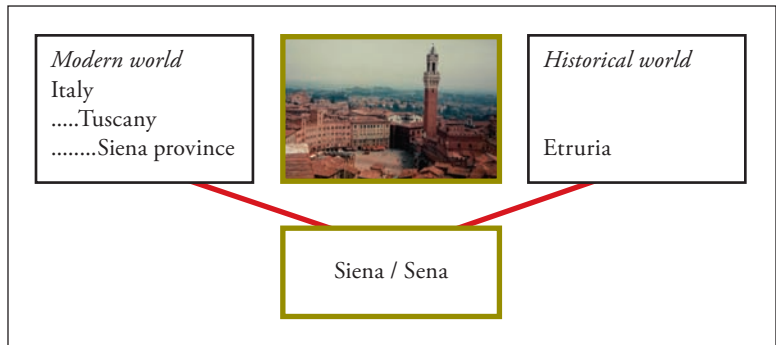 Modern world
Italy
.....Tuscany
........Siena province
Historical world
Etruria
Siena / Sena